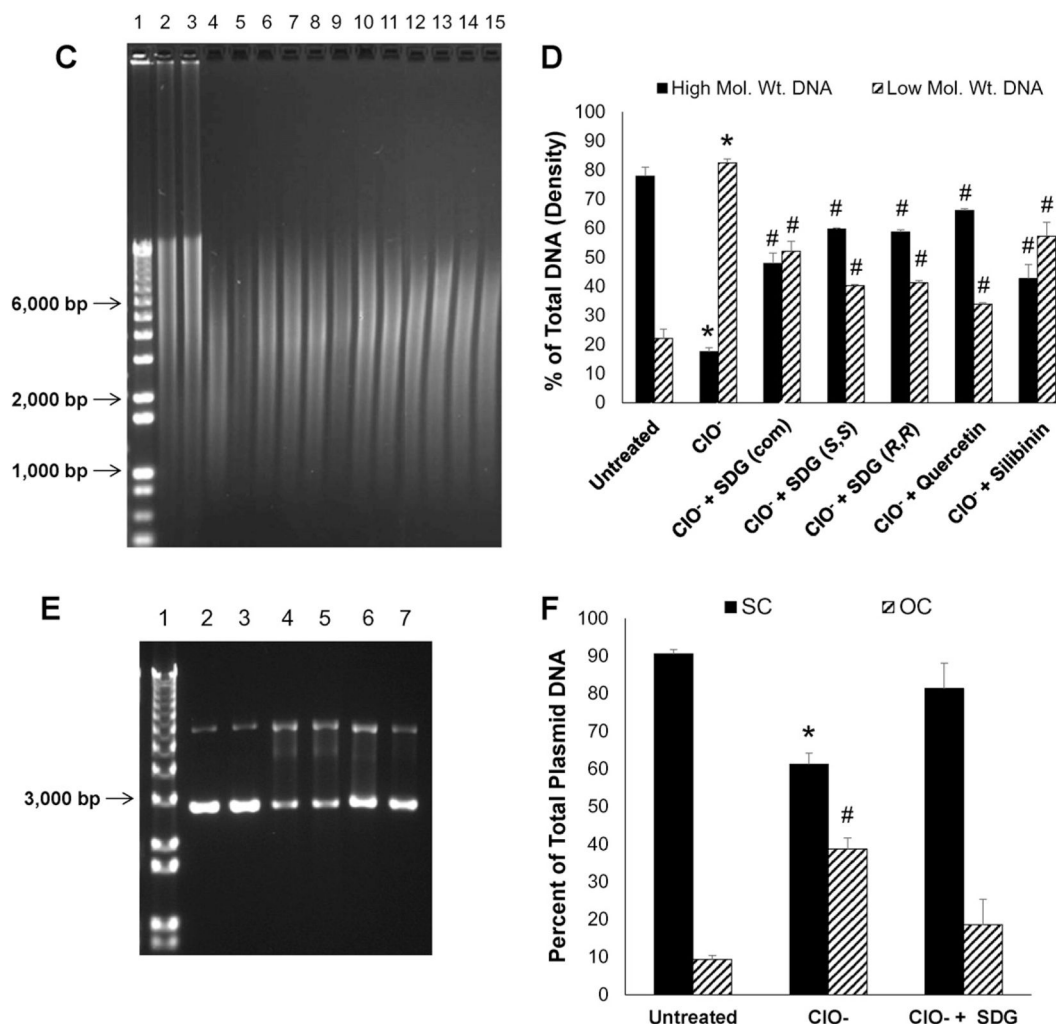 1 2 3 4 5 6 7 8 9 10 11 12 13 14 15
C
6,000 bp
2,000 bp
1,000 bp
D
High Mol. Wt. DNA Low Mol. Wt. DNA
% of Total DNA (Density)
100
90
80
70
60
50
40
30
20
10
0
* * # # # # # # # # # #
Untreated
ClO-
ClO- + SDG (com)
ClO- + SDG (S,S)
ClO- + SDG (R,R)
ClO- + Quercetin
ClO- + Silibinin
E
1 2 3 4 5 6 7
3,000 bp
F
SC OC
Percent of Total Plasmid DNA
100
90
80
70
60
50
40
30
20
10
0
* #
Untreated ClO- ClO- + SDG